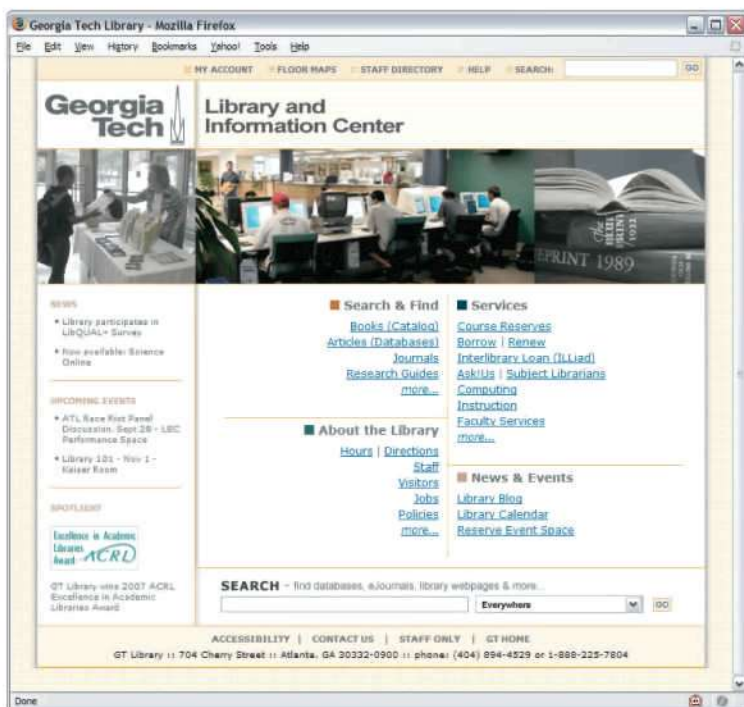 Georgia Tech Library - Mozilla Firefox
File Edit View History Bookmarks Yahoo! Tools Help
MY ACCOUNT FLOOR MAPS STAFF DIRECTORY HELP SEARCH: GO
Georgia
Tech
Library and
Information Center
The
REPRINT 1989
NEWS
Library participates in
LibQUAL+ Survey
Now available: Science
Online
UPCOMING EVENTS
ATL Race Riot Panel
Discussion, Sept 28 - LEC
Performance Space
Library 101 - Nov 1 -
Kaiser Room
SPOTLIGHT
Excellence in Academic
Libraries
Award ACRL
GT Library wins 2007 ACRL
Excellence in Academic
Libraries Award
Search & Find
Books (Catalog)
Articles (Databases)
Journals
Research Guides
more...
About the Library
Hours | Directions
Staff
Visitors
Jobs
Policies
more...
Services
Course Reserves
Borrow | Renew
Interlibrary Loan (ILLiad)
Ask!Us | Subject Librarians
Computing
Instruction
Faculty Services
more...
News & Events
Library Blog
Library Calendar
Reserve Event Space
SEARCH - find databases, eJournals, library webpages & more...
Everywhere GO
ACCESSIBILITY | CONTACT US | STAFF ONLY | GT HOME
GT Library :: 704 Cherry Street :: Atlanta, GA 30332-0900 :: phone: (404) 894-4529 or 1-888-225-7804
Done